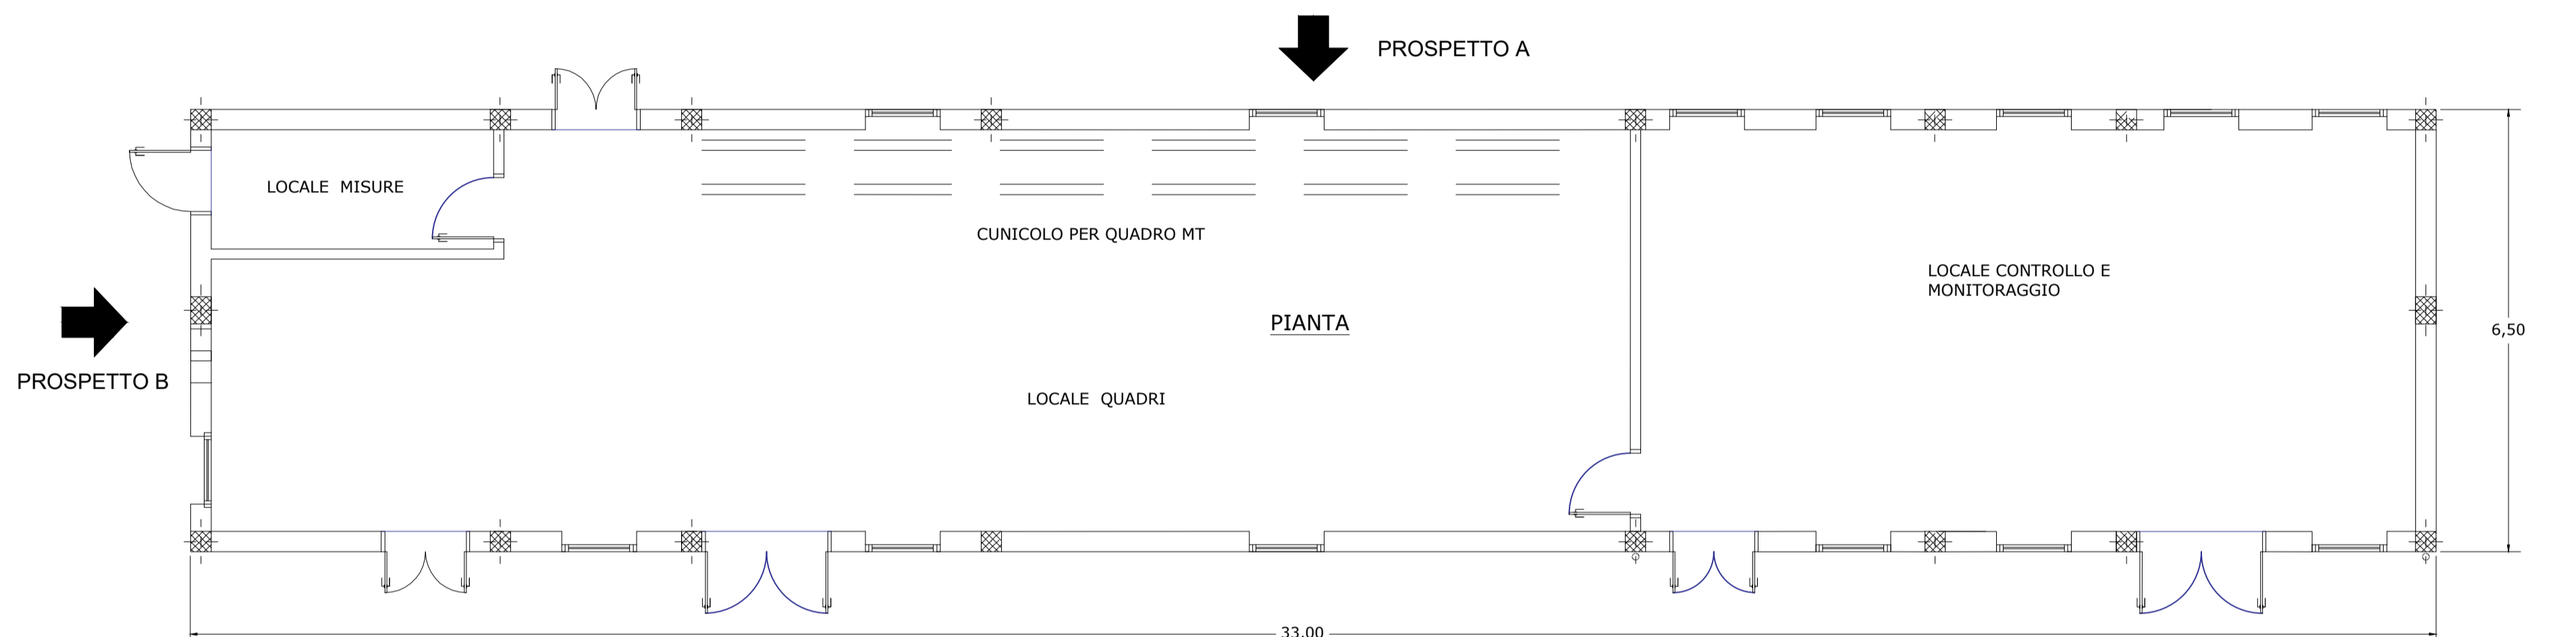 PROSPETTO A
LOCALE MISURE
CUNICOLO PER QUADRO MT
LOCALE CONTROLLO E
MONITORAGGIO
PIANTA
6,50
PROSPETTO B
LOCALE QUADRI
33,00